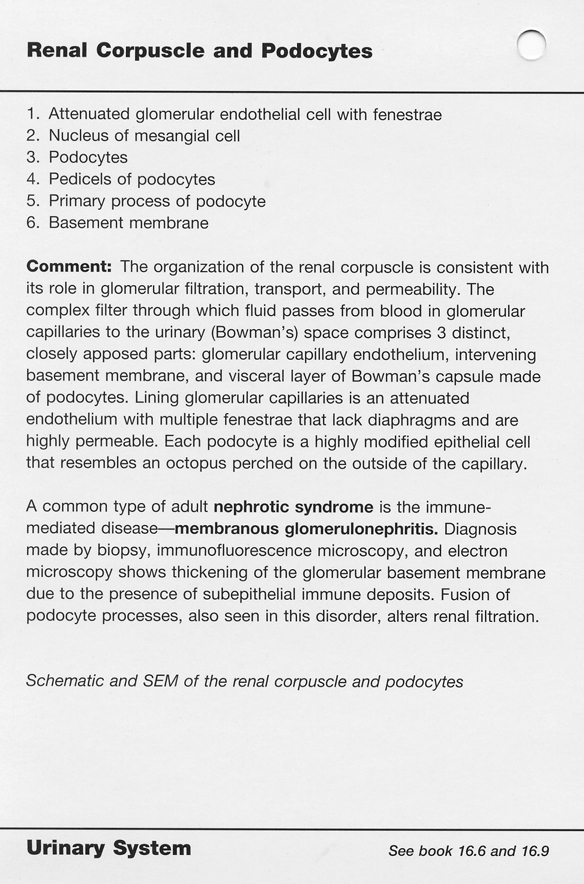 Renal Corpuscle and Podocytes
1. Attenuated glomerular endothelial cell with fenestrae
2. Nucleus of mesangial cell
3. Podocytes
4. Pedicels of podocytes
5. Primary process of podocyte
6. Basement membrane
Comment: The organization of the renal corpuscle is consistent with
its role in glomerular filtration, transport, and permeability. The
complex filter through which fluid passes from blood in glomerular
capillaries to the urinary (Bowman's) space comprises 3 distinct,
closely apposed parts: glomerular capillary endothelium, intervening
basement membrane, and visceral layer of Bowman's capsule made
of podocytes. Lining glomerular capillaries is an attenuated
endothelium with multiple fenestrae that lack diaphragms and are
highly permeable. Each podocyte is a highly modified epithelial cell
that resembles an octopus perched on the outside of the capillary.
A common type of adult nephrotic syndrome is the immune-
mediated disease—membranous glomerulonephritis. Diagnosis
made by biopsy, immunofluorescence microscopy, and electron
microscopy shows thickening of the glomerular basement membrane
due to the presence of subepithelial immune deposits. Fusion of
podocyte processes, also seen in this disorder, alters renal filtration.
Schematic and SEM of the renal corpuscle and podocytes
Urinary System
See book 16.6 and 16.9